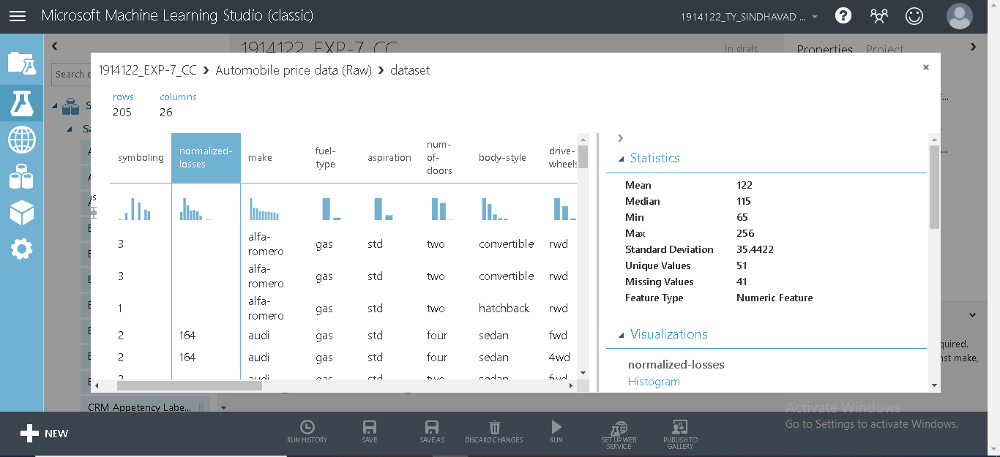 Microsoft Machine Learning Studio (classic)
1914122_TY_SINDHAVAD ...
1914122_EXP-7_CC
In draft
Properties Project
Search e
1914122_EXP-7_CC > Automobile price data (Raw) > dataset
×
rows columns
205 26
symboling normalized-losses make fuel-type aspiration num-of-doors body-style drive-wheels
3 alfa-romero gas std two convertible rwd
3 alfa-romero gas std two convertible rwd
1 alfa-romero gas std two hatchback rwd
2 164 audi gas std four sedan fwd
2 164 audi gas std four sedan 4wd
2 audi gas std two sedan fwd
Statistics
Mean 122
Median 115
Min 65
Max 256
Standard Deviation 35.4422
Unique Values 51
Missing Values 41
Feature Type Numeric Feature
Visualizations
normalized-losses
Histogram
quired.
nst make,
CRM Appetency Labe...
Activate Windows
Go to Settings to activate Windows.
NEW
RUN HISTORY
SAVE
SAVE AS
DISCARD CHANGES
RUN
SET UP WEB
SERVICE
PUBLISH TO
GALLERY